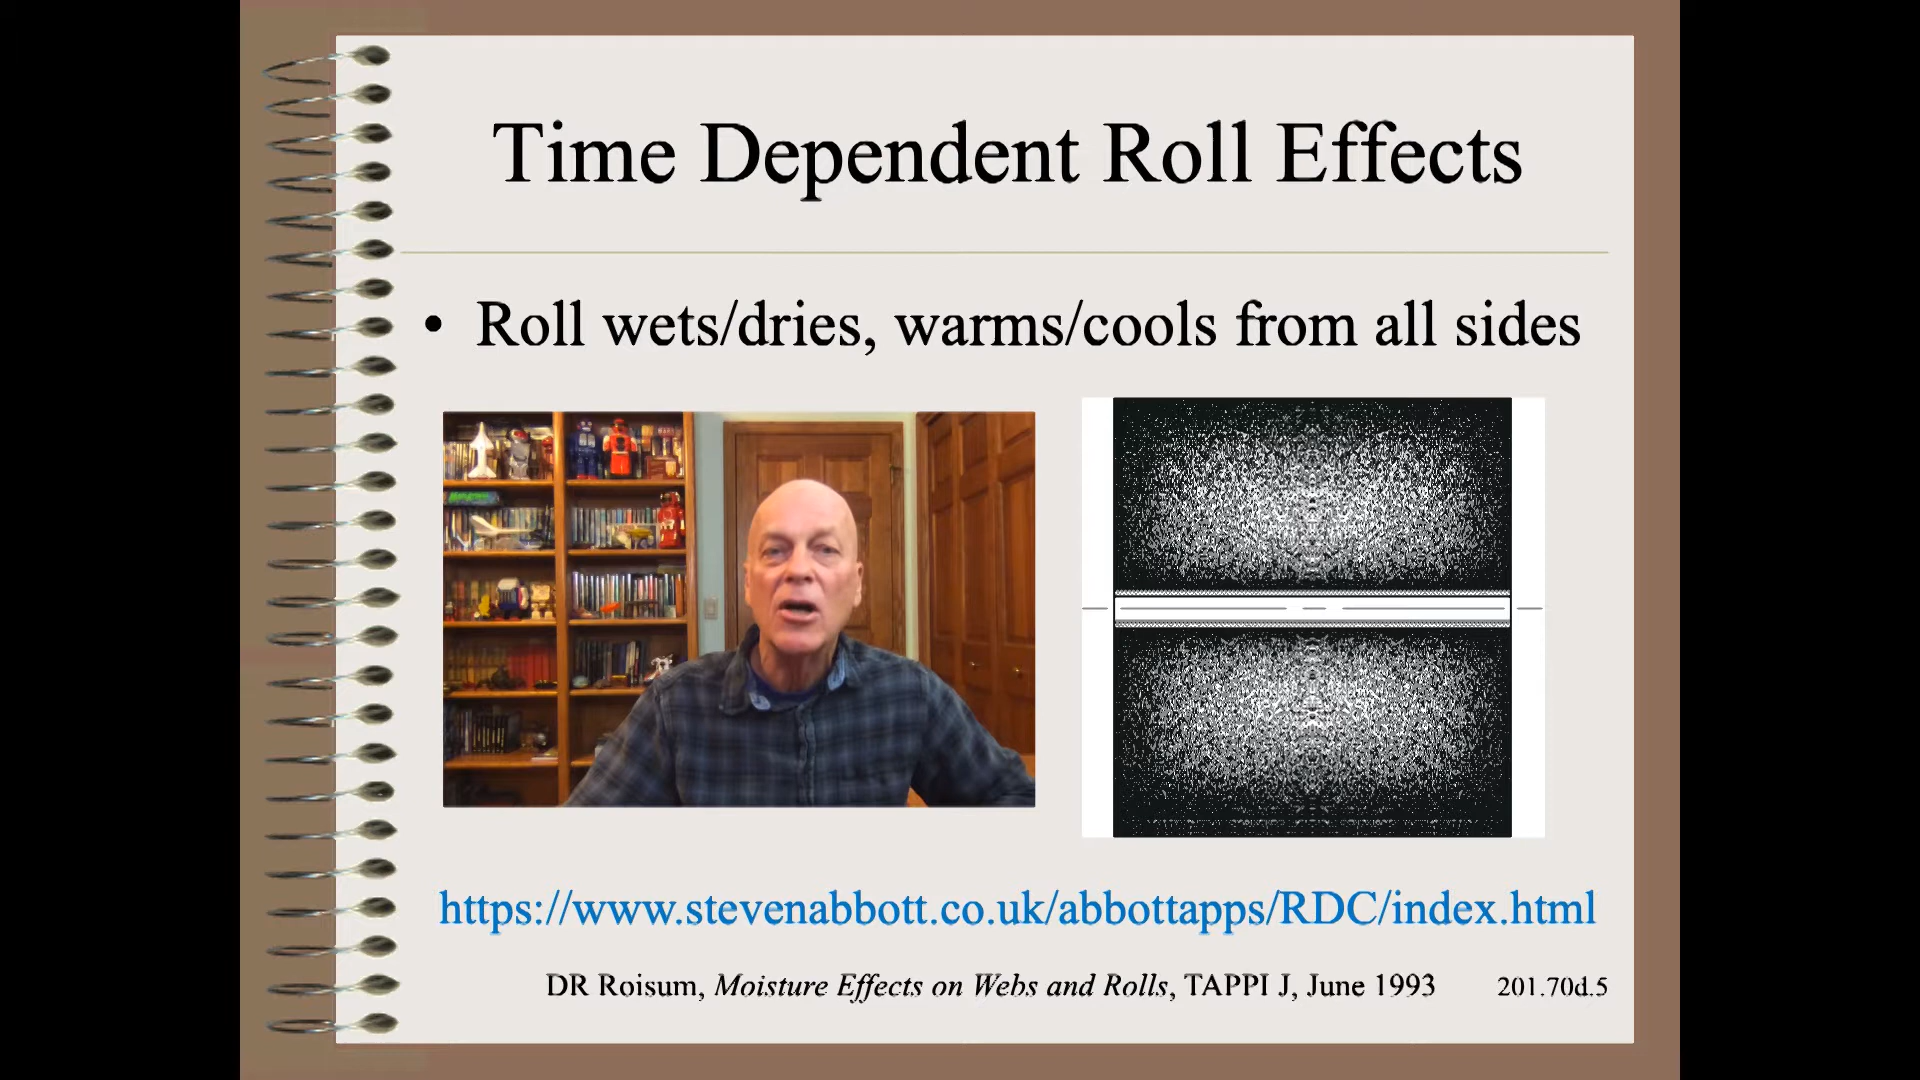 Time Dependent Roll Effects
• Roll wets/dries, warms/cools from all sides
https://www.stevenabbott.co.uk/abbottapps/RDC/index.html
DR Roisum, Moisture Effects on Webs and Rolls, TAPPI J, June 1993 201.70d.5